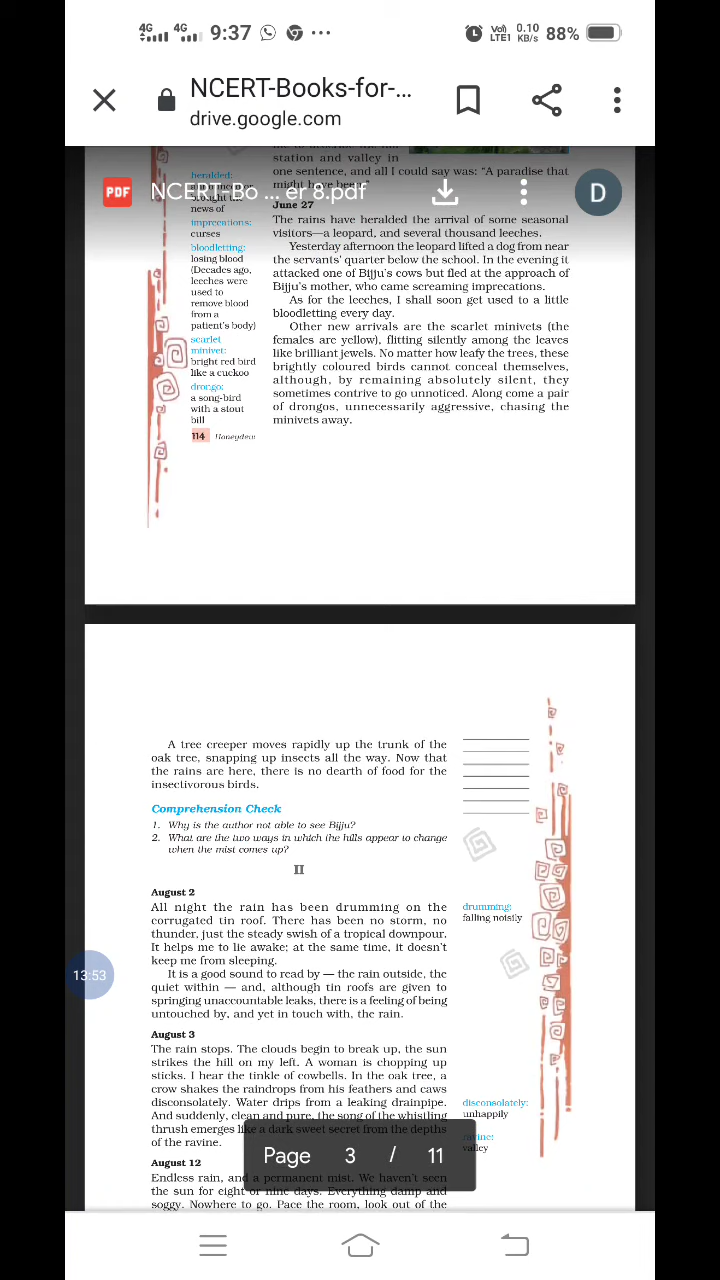 4G 4G 9:37 Vo) LTE1 0.10 KB/s 88%
NCERT-Books-for-...
drive.google.com
station and valley in
one sentence, and all I could say was: "A paradise that
might have been."
PDF NCERT-Bo ... er 8.pdf D
heralded:
news of
imprecations:
curses
bloodletting:
losing blood
(Decades ago,
leeches were
used to
remove blood
from a
patient's body)
scarlet
minivet:
bright red bird
like a cuckoo
drongo:
a song-bird
with a stout
bill
114 Honeydew
June 27
The rains have heralded the arrival of some seasonal
visitors—a leopard, and several thousand leeches.
Yesterday afternoon the leopard lifted a dog from near
the servants' quarter below the school. In the evening it
attacked one of Bijju's cows but fled at the approach of
Bijju's mother, who came screaming imprecations.
As for the leeches, I shall soon get used to a little
bloodletting every day.
Other new arrivals are the scarlet minivets (the
females are yellow), flitting silently among the leaves
like brilliant jewels. No matter how leafy the trees, these
brightly coloured birds cannot conceal themselves,
although, by remaining absolutely silent, they
sometimes contrive to go unnoticed. Along come a pair
of drongos, unnecessarily aggressive, chasing the
minivets away.
A tree creeper moves rapidly up the trunk of the
oak tree, snapping up insects all the way. Now that
the rains are here, there is no dearth of food for the
insectivorous birds.
Comprehension Check
1. Why is the author not able to see Bijju?
2. What are the two ways in which the hills appear to change
when the mist comes up?
II
August 2
All night the rain has been drumming on the
corrugated tin roof. There has been no storm, no
thunder, just the steady swish of a tropical downpour.
It helps me to lie awake; at the same time, it doesn't
keep me from sleeping.
It is a good sound to read by — the rain outside, the
quiet within — and, although tin roofs are given to
springing unaccountable leaks, there is a feeling of being
untouched by, and yet in touch with, the rain.
drumming:
falling noisily
13:53
August 3
The rain stops. The clouds begin to break up, the sun
strikes the hill on my left. A woman is chopping up
sticks. I hear the tinkle of cowbells. In the oak tree, a
crow shakes the raindrops from his feathers and caws
disconsolately. Water drips from a leaking drainpipe.
And suddenly, clean and pure, the song of the whistling
thrush emerges like a dark sweet secret from the depths
of the ravine.
disconsolately:
unhappily
ravine:
valley
Page 3 / 11
August 12
Endless rain, and a permanent mist. We haven't seen
the sun for eight or nine days. Everything damp and
soggy. Nowhere to go. Pace the room, look out of the